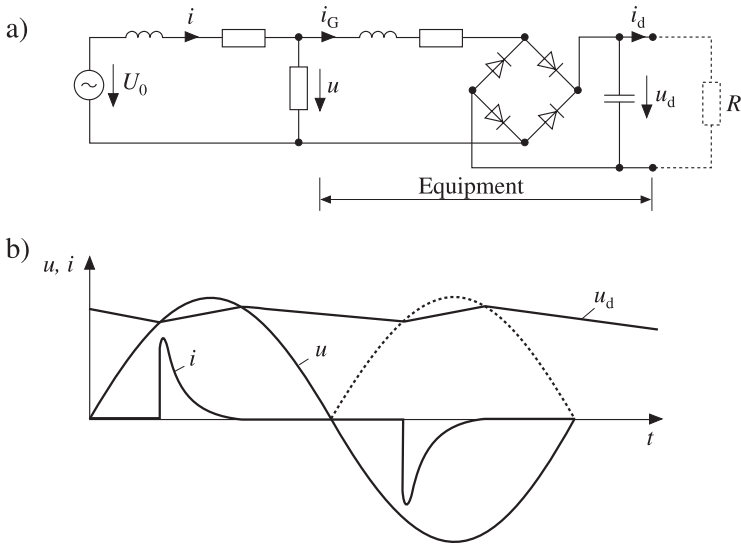 a)
i
i_G
i_d
~
U_0
u
u_d
R
Equipment
b)
u, i
u_d
i
u
t